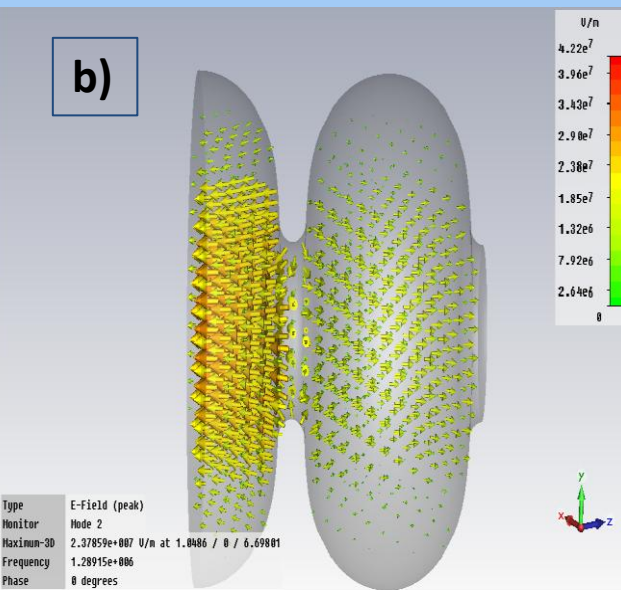 b)
V/m
4.22e7
3.96e7
3.43e7
2.90e7
2.38e7
1.85e7
1.32e6
7.92e6
2.64e6
0
y
x
z
Type E-Field (peak)
Monitor Mode 2
Maximum-3D 2.37859e+007 V/m at 1.0486 / 0 / 6.69801
Frequency 1.28915e+006
Phase 0 degrees